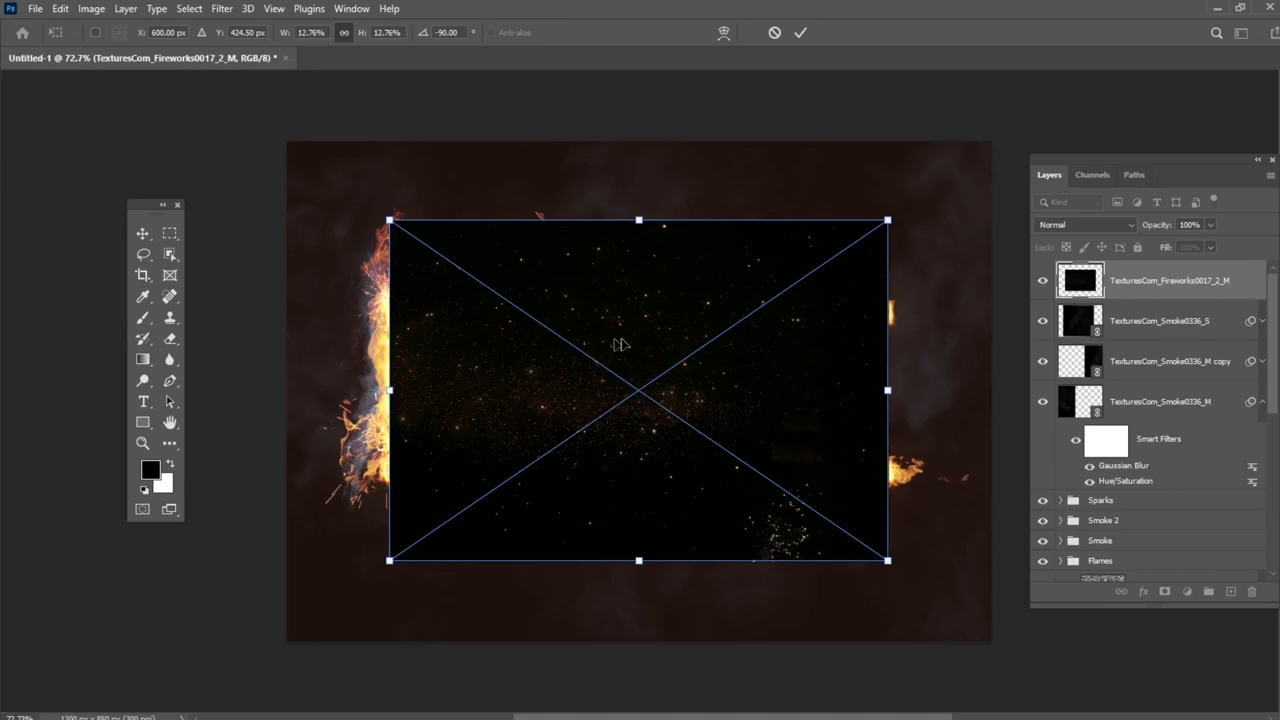 Ps File Edit Image Layer Type Select Filter 3D View Plugins Window Help
X: 600.00 px Y: 424.50 px W: 12.76% H: 12.76% -90.00 ° Anti-alias
Untitled-1 @ 72.7% (TexturesCom_Fireworks0017_2_M, RGB/8) * ×
Layers Channels Paths
Kind
Normal Opacity: 100%
Lock: Fill: 100%
TexturesCom_Fireworks0017_2_M
TexturesCom_Smoke0336_S
TexturesCom_Smoke0336_M copy
TexturesCom_Smoke0336_M
Smart Filters
Gaussian Blur
Hue/Saturation
Sparks
Smoke 2
Smoke
Flames
72.73% 1200 px x 850 px (300 ppi)